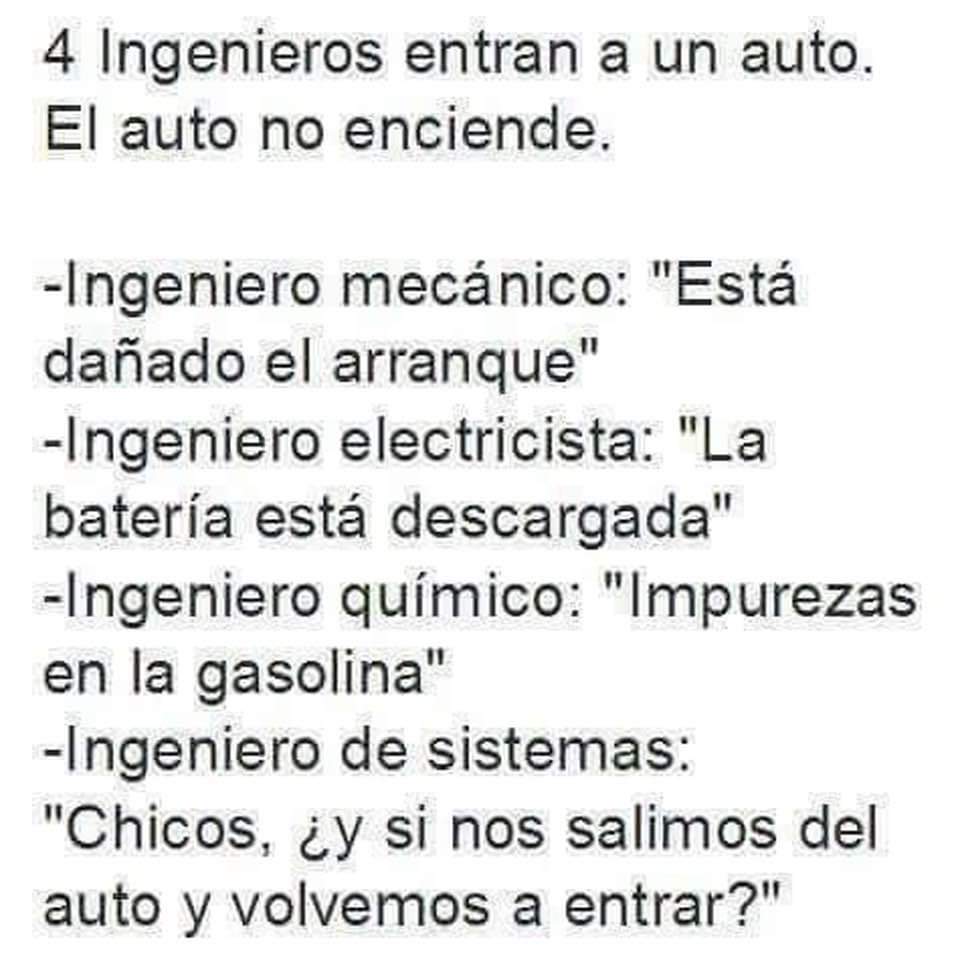 4 Ingenieros entran a un auto.
El auto no enciende.
-Ingeniero mecánico: "Está
dañado el arranque"
-Ingeniero electricista: "La
batería está descargada"
-Ingeniero químico: "Impurezas
en la gasolina"
-Ingeniero de sistemas:
"Chicos, ¿y si nos salimos del
auto y volvemos a entrar?"